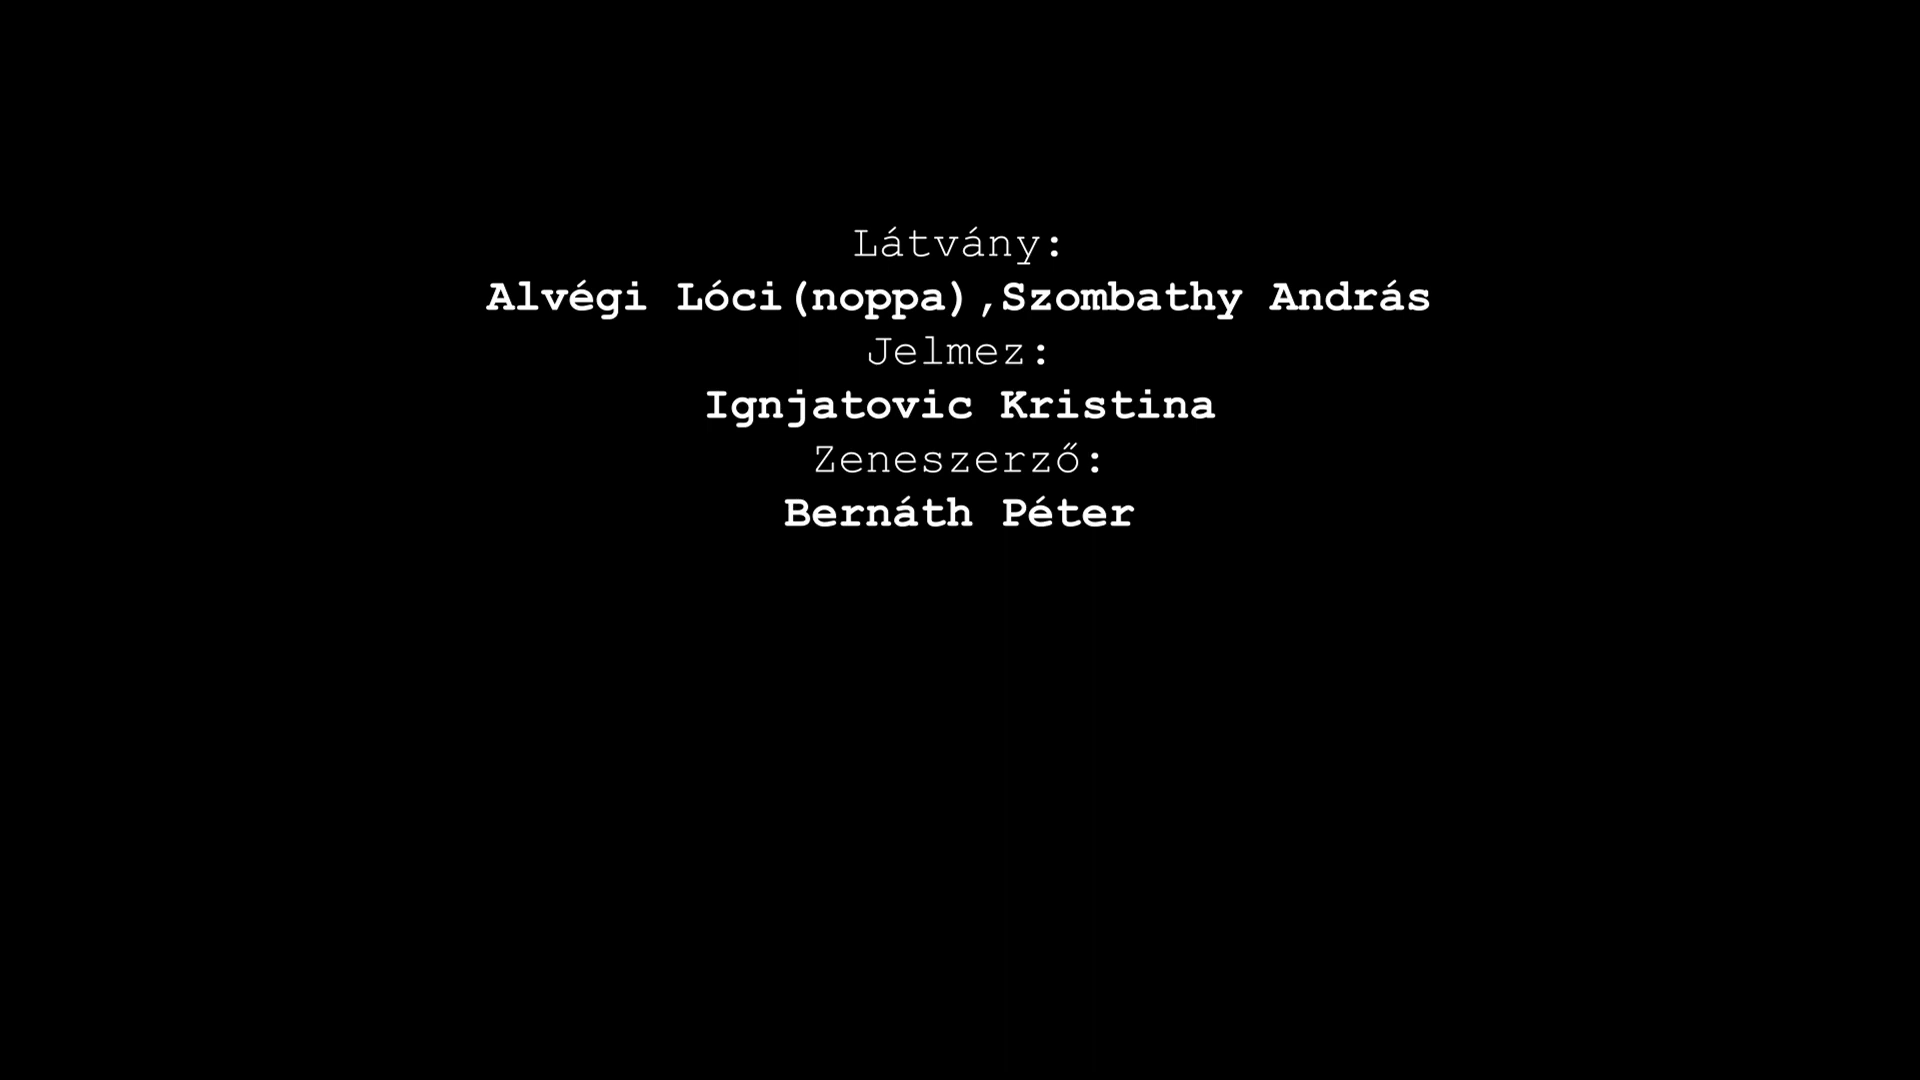 Látvány:
Alvégi Lóci(noppa),Szombathy András
Jelmez:
Ignjatovic Kristina
Zeneszerző:
Bernáth Péter